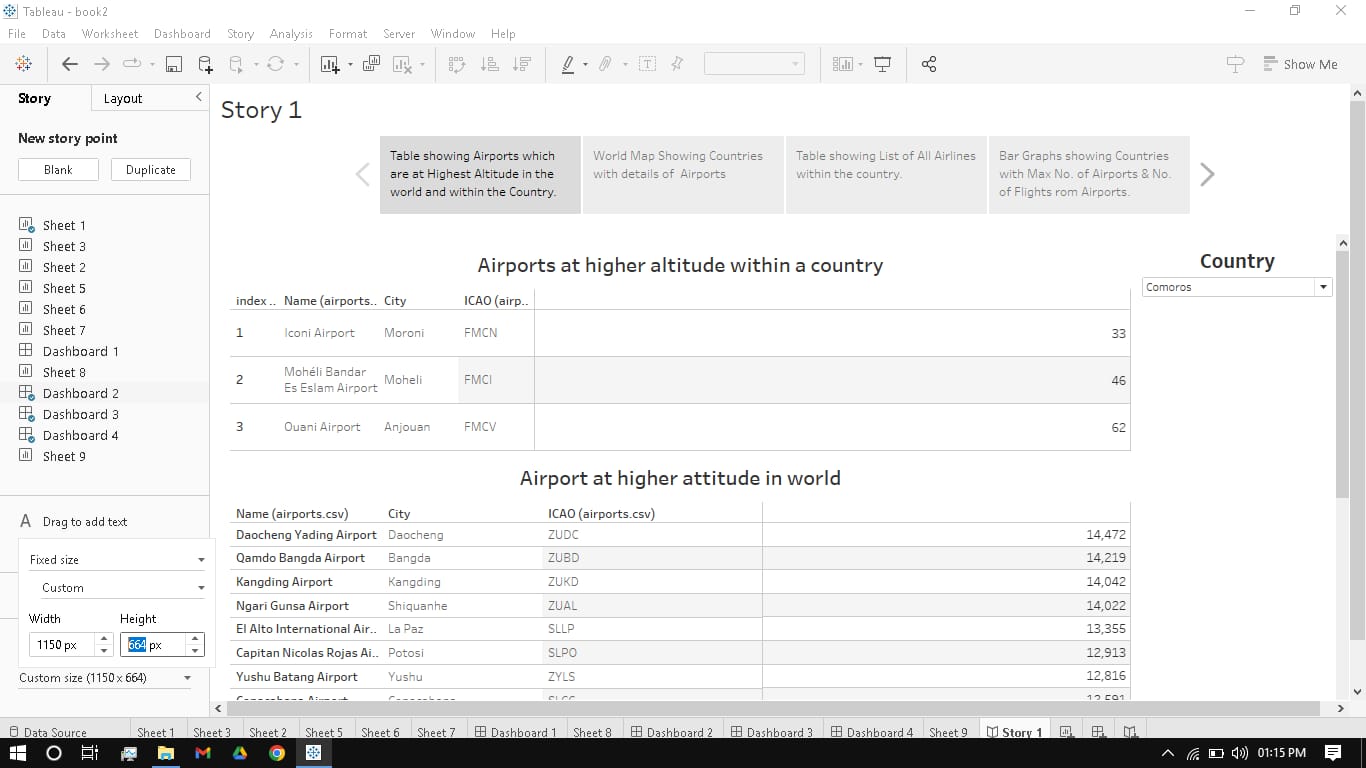 Tableau - book2
File Data Worksheet Dashboard Story Analysis Format Server Window Help
Show Me
Story Layout
New story point
Blank Duplicate
Sheet 1
Sheet 3
Sheet 2
Sheet 5
Sheet 6
Sheet 7
Dashboard 1
Sheet 8
Dashboard 2
Dashboard 3
Dashboard 4
Sheet 9
A Drag to add text
Fixed size
Custom
Width Height
1150 px 664 px
Custom size (1150 x 664)
Story 1
Table showing Airports which
are at Highest Altitude in the
world and within the Country.
World Map Showing Countries
with details of Airports
Table showing List of All Airlines
within the country.
Bar Graphs showing Countries
with Max No. of Airports & No.
of Flights rom Airports.
Airports at higher altitude within a country
index .. Name (airports.. City ICAO (airp..
1 Iconi Airport Moroni FMCN 33
2 Mohéli Bandar
Es Eslam Airport Moheli FMCI 46
3 Ouani Airport Anjouan FMCV 62
Country
Comoros
Airport at higher attitude in world
Name (airports.csv) City ICAO (airports.csv)
Daocheng Yading Airport Daocheng ZUDC 14,472
Qamdo Bangda Airport Bangda ZUBD 14,219
Kangding Airport Kangding ZUKD 14,042
Ngari Gunsa Airport Shiquanhe ZUAL 14,022
El Alto International Air.. La Paz SLLP 13,355
Capitan Nicolas Rojas Ai.. Potosi SLPO 12,913
Yushu Batang Airport Yushu ZYLS 12,816
Data Source Sheet 1 Sheet 3 Sheet 2 Sheet 5 Sheet 6 Sheet 7 Dashboard 1 Sheet 8 Dashboard 2 Dashboard 3 Dashboard 4 Sheet 9 Story 1
01:15 PM